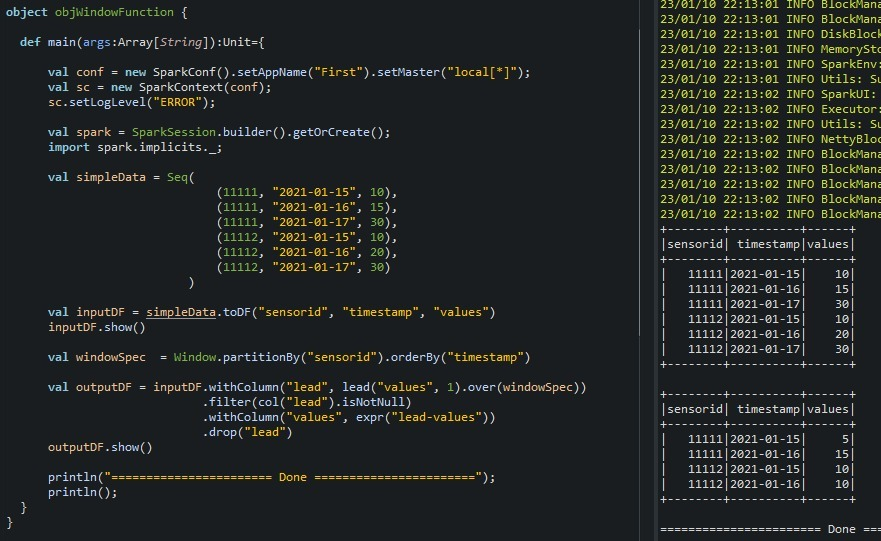 object objWindowFunction {
def main(args:Array[String]):Unit={
val conf = new SparkConf().setAppName("First").setMaster("local[*]");
val sc = new SparkContext(conf);
sc.setLogLevel("ERROR");
val spark = SparkSession.builder().getOrCreate();
import spark.implicits._;
val simpleData = Seq(
(11111, "2021-01-15", 10),
(11111, "2021-01-16", 15),
(11111, "2021-01-17", 30),
(11112, "2021-01-15", 10),
(11112, "2021-01-16", 20),
(11112, "2021-01-17", 30)
)
val inputDF = simpleData.toDF("sensorid", "timestamp", "values")
inputDF.show()
val windowSpec  = Window.partitionBy("sensorid").orderBy("timestamp")
val outputDF = inputDF.withColumn("lead", lead("values", 1).over(windowSpec))
.filter(col("lead").isNotNull)
.withColumn("values", expr("lead-values"))
.drop("lead")
outputDF.show()
println("======================= Done =======================");
println();
}
}
23/01/10 22:13:01 INFO BlockMana
23/01/10 22:13:01 INFO BlockMana
23/01/10 22:13:01 INFO DiskBlock
23/01/10 22:13:01 INFO MemorySto
23/01/10 22:13:01 INFO SparkEnv:
23/01/10 22:13:01 INFO Utils: Su
23/01/10 22:13:02 INFO SparkUI:
23/01/10 22:13:02 INFO Executor:
23/01/10 22:13:02 INFO Utils: Su
23/01/10 22:13:02 INFO NettyBloc
23/01/10 22:13:02 INFO BlockMana
23/01/10 22:13:02 INFO BlockMana
23/01/10 22:13:02 INFO BlockMana
23/01/10 22:13:02 INFO BlockMana
+--------+----------+------+
|sensorid| timestamp|values|
+--------+----------+------+
|   11111|2021-01-15|    10|
|   11111|2021-01-16|    15|
|   11111|2021-01-17|    30|
|   11112|2021-01-15|    10|
|   11112|2021-01-16|    20|
|   11112|2021-01-17|    30|
+--------+----------+------+
+--------+----------+------+
|sensorid| timestamp|values|
+--------+----------+------+
|   11111|2021-01-15|     5|
|   11111|2021-01-16|    15|
|   11112|2021-01-15|    10|
|   11112|2021-01-16|    10|
+--------+----------+------+
======================= Done ===